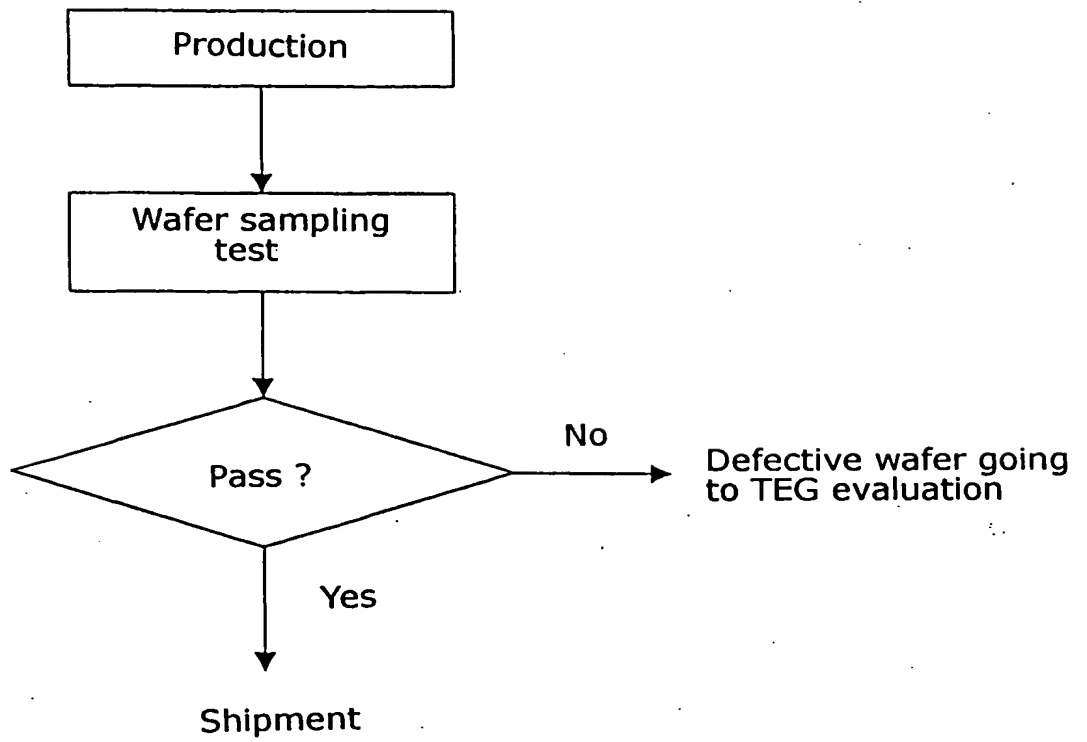 Production
Wafer sampling
test
Pass ?
No
Defective wafer going
to TEG evaluation
Yes
Shipment